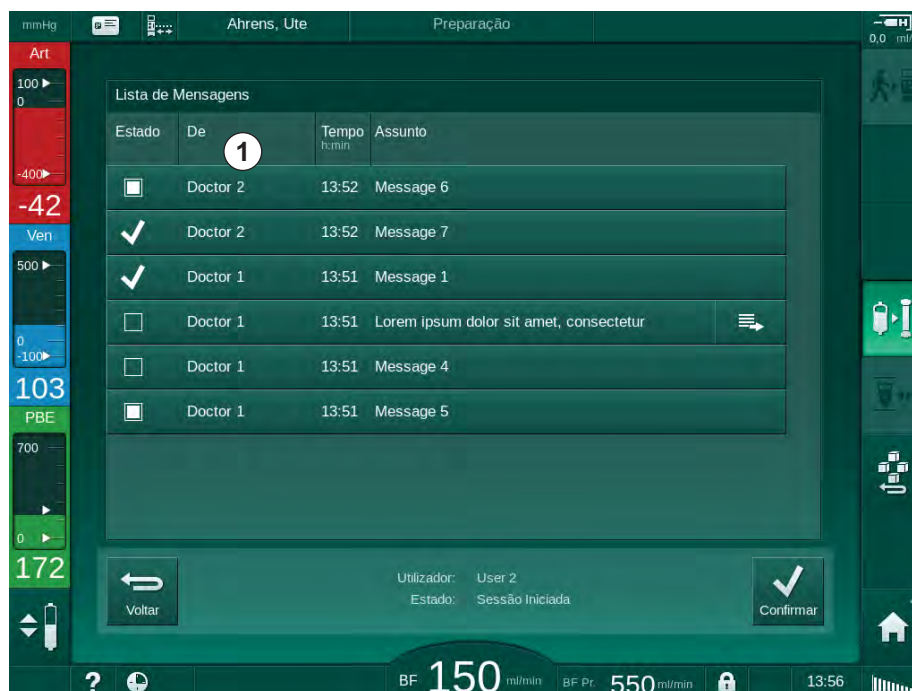 mmHg Ahrens, Ute Preparação
0,0 ml/
Art
100
0
-400
-42
Ven
500
0
-100
103
PBE
700
0
172
Lista de Mensagens
Estado De Tempo Assunto
h:min
1
Doctor 2 13:52 Message 6
Doctor 2 13:52 Message 7
Doctor 1 13:51 Message 1
Doctor 1 13:51 Lorem ipsum dolor sit amet, consectetur
Doctor 1 13:51 Message 4
Doctor 1 13:51 Message 5
Utilizador: User 2
Estado: Sessão Iniciada
Voltar
Confirmar
? BF 150 ml/min BF Pr. 550 ml/min 13:56